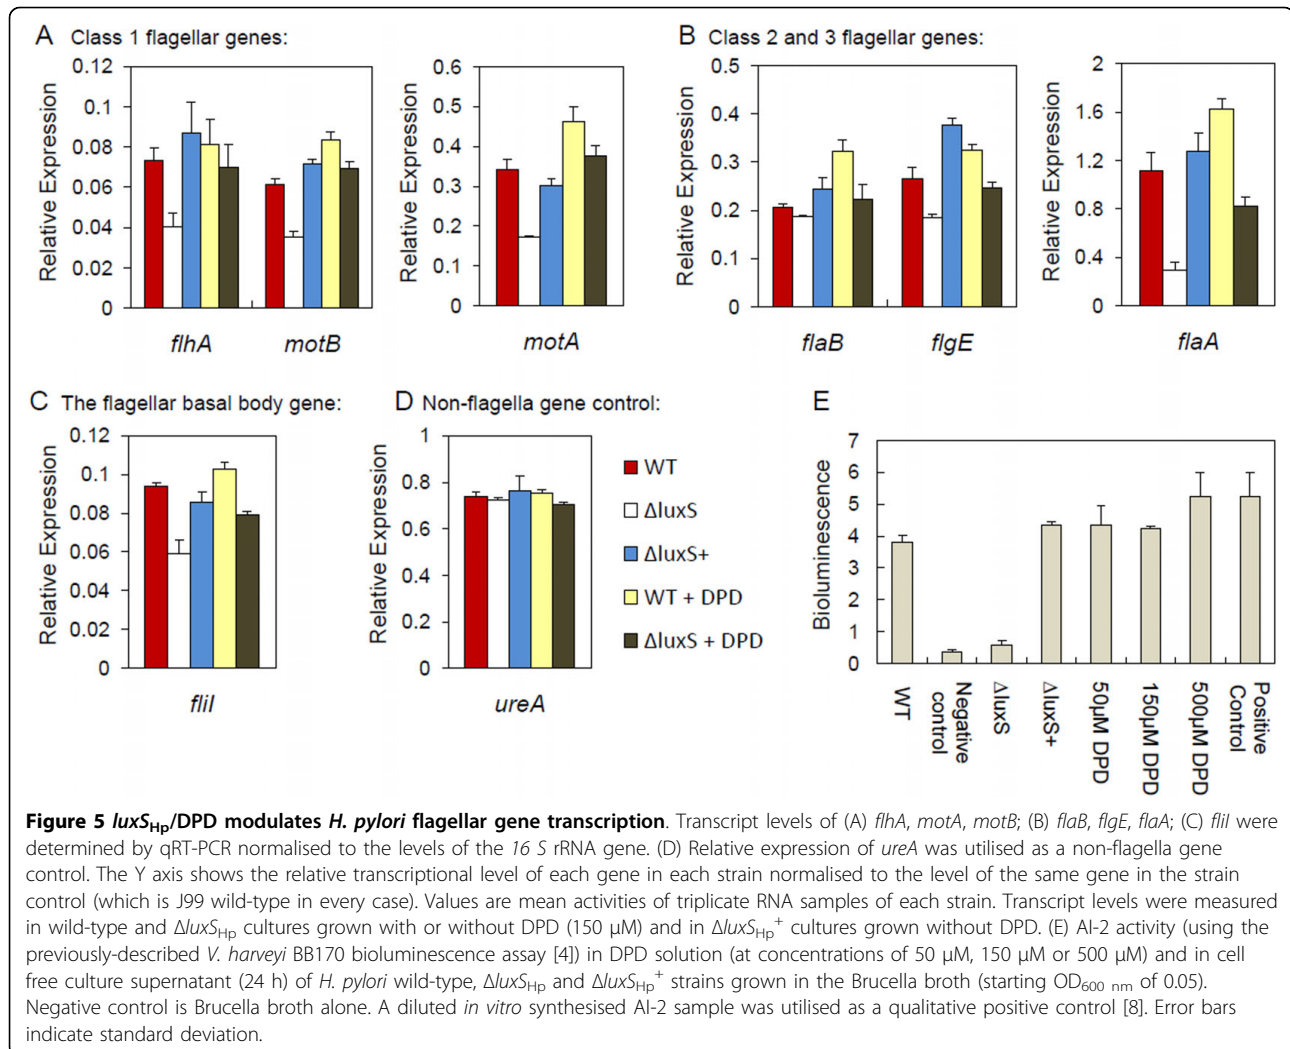 A Class 1 flagellar genes:
Relative Expression
0.12
0.1
0.08
0.06
0.04
0.02
0
flhA motB
Relative Expression
0.6
0.5
0.4
0.3
0.2
0.1
0
motA
B Class 2 and 3 flagellar genes:
Relative Expression
0.5
0.4
0.3
0.2
0.1
0
flaB flgE
Relative Expression
2
1.6
1.2
0.8
0.4
0
flaA
C The flagellar basal body gene:
Relative Expression
0.12
0.1
0.08
0.06
0.04
0.02
0
fliI
D Non-flagella gene control:
Relative Expression
1
0.8
0.6
0.4
0.2
0
ureA
WT
ΔluxS
ΔluxS+
WT + DPD
ΔluxS + DPD
E
Bioluminescence
7
6
5
4
3
2
1
0
WT
Negative
control
ΔluxS
ΔluxS+
50μM DPD
150μM DPD
500μM DPD
Positive
Control
Figure 5 luxS_Hp/DPD modulates H. pylori flagellar gene transcription. Transcript levels of (A) flhA, motA, motB; (B) flaB, flgE, flaA; (C) fliI were
determined by qRT-PCR normalised to the levels of the 16 S rRNA gene. (D) Relative expression of ureA was utilised as a non-flagella gene
control. The Y axis shows the relative transcriptional level of each gene in each strain normalised to the level of the same gene in the strain
control (which is J99 wild-type in every case). Values are mean activities of triplicate RNA samples of each strain. Transcript levels were measured
in wild-type and ΔluxS_Hp cultures grown with or without DPD (150 μM) and in ΔluxS_Hp⁺ cultures grown without DPD. (E) AI-2 activity (using the
previously-described V. harveyi BB170 bioluminescence assay [4]) in DPD solution (at concentrations of 50 μM, 150 μM or 500 μM) and in cell
free culture supernatant (24 h) of H. pylori wild-type, ΔluxS_Hp and ΔluxS_Hp⁺ strains grown in the Brucella broth (starting OD₆₀₀ ₙₘ of 0.05).
Negative control is Brucella broth alone. A diluted in vitro synthesised AI-2 sample was utilised as a qualitative positive control [8]. Error bars
indicate standard deviation.